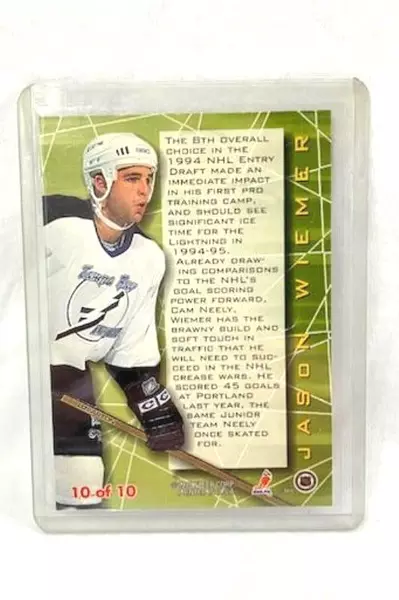 The 8th overall
choice in the
1994 NHL Entry
Draft made an
immediate impact
in his first pro
training camp,
and should see
significant ice
time for the
Lightning in
1994-95.
Already draw-
ing comparisons
to the NHL's
goal scoring
power forward,
Cam Neely,
Wiemer has the
brawny build and
soft touch in
traffic that he
will need to suc-
ceed in the NHL
crease wars. He
scored 45 goals
at Portland
last year, the
same Junior
team Neely
once skated
for.
JASON WIEMER
Tampa Bay
CCM
10 of 10